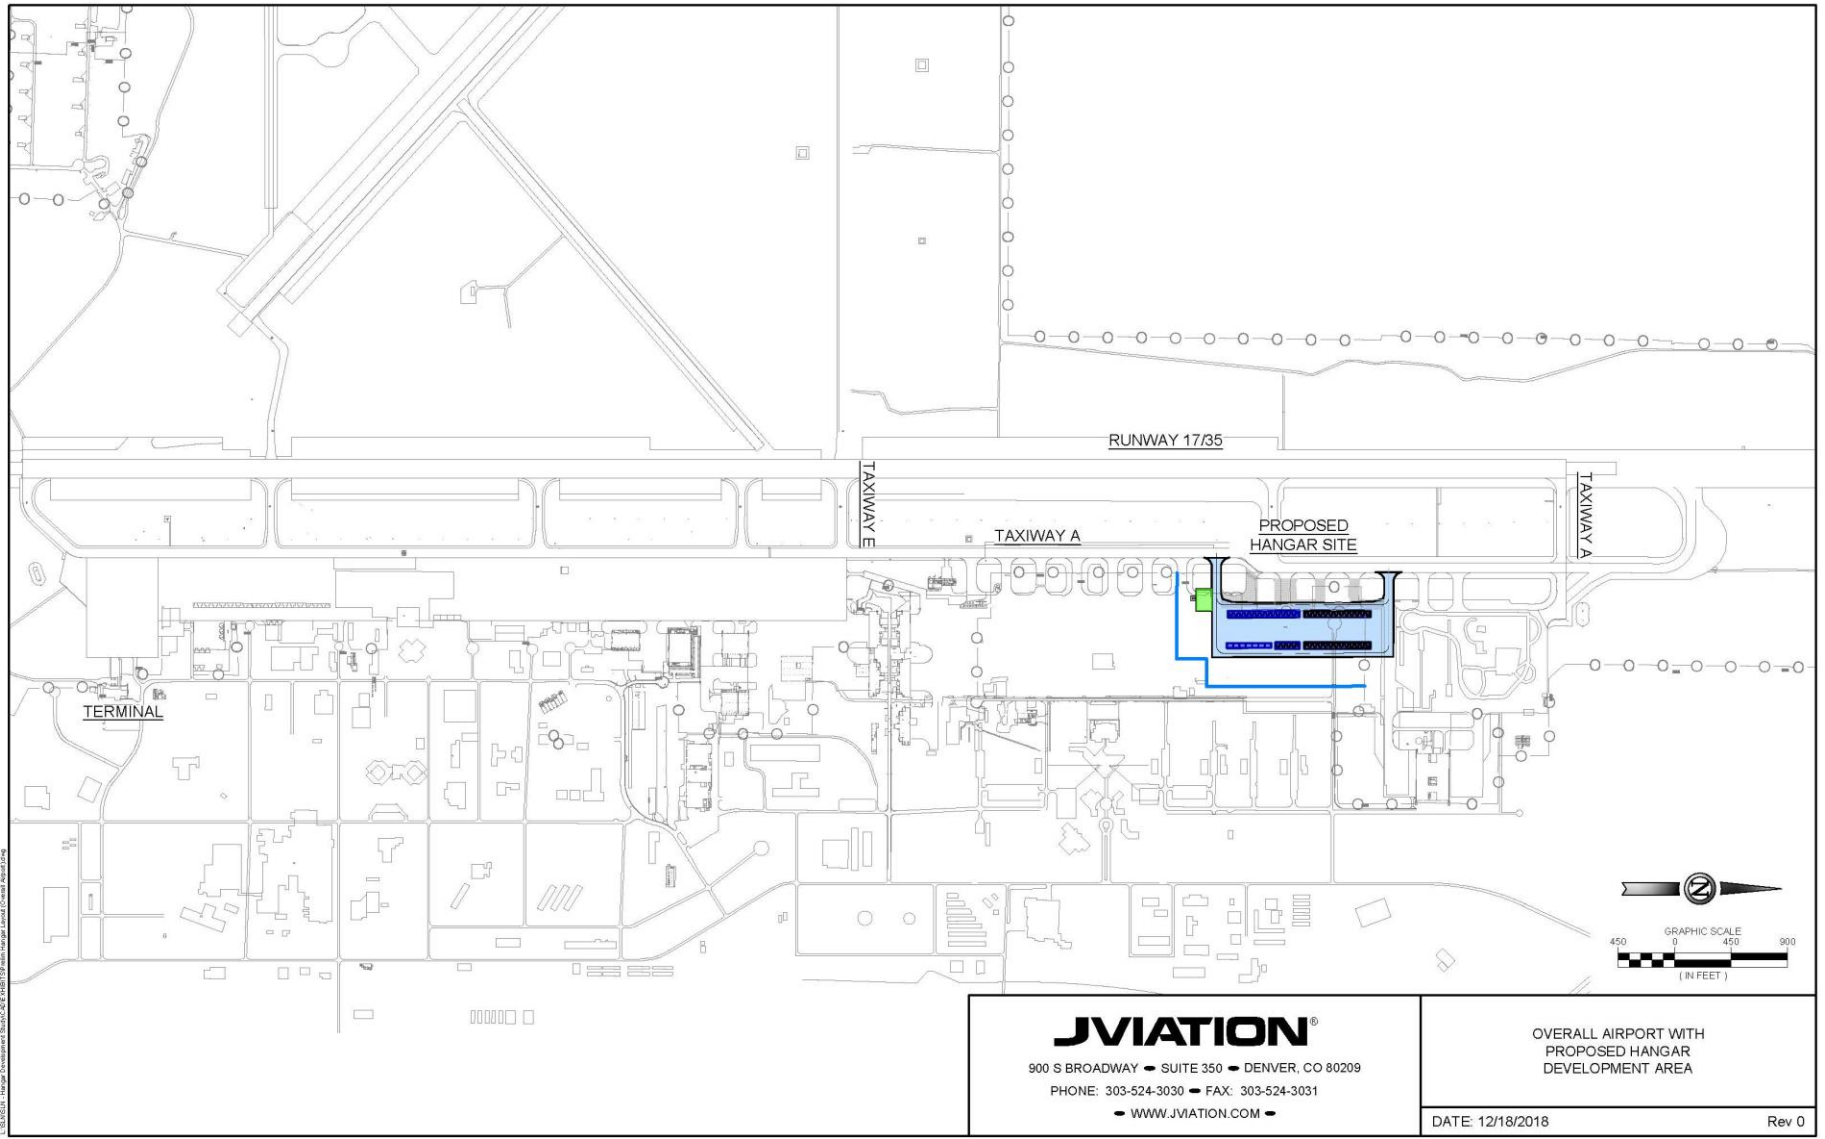 RUNWAY 17/35
TAXIWAY E
TAXIWAY A
PROPOSED
HANGAR SITE
TAXIWAY A
TERMINAL
N
GRAPHIC SCALE
450 0 450 900
( IN FEET )
JVIATION®
900 S BROADWAY • SUITE 350 • DENVER, CO 80209
PHONE: 303-524-3030 • FAX: 303-524-3031
• WWW.JVIATION.COM •
OVERALL AIRPORT WITH
PROPOSED HANGAR
DEVELOPMENT AREA
DATE: 12/18/2018
Rev 0